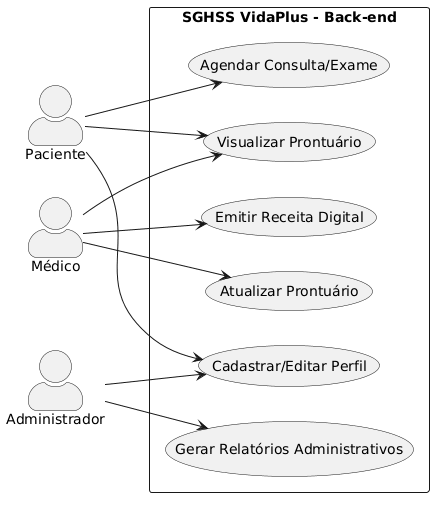 SGHSS VidaPlus - Back-end
Agendar Consulta/Exame
Paciente
Visualizar Prontuário
Emitir Receita Digital
Médico
Atualizar Prontuário
Cadastrar/Editar Perfil
Administrador
Gerar Relatórios Administrativos